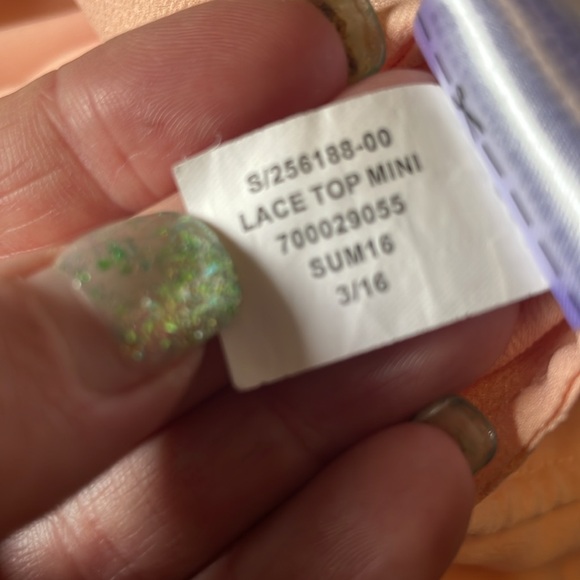 S/256188-00
LACE TOP MINI
700029055
SUM16
3/16